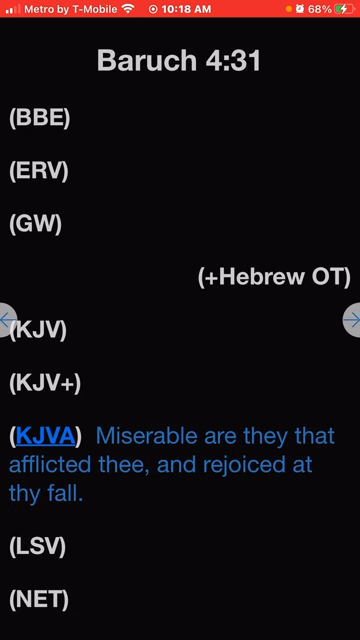 Metro by T-Mobile 10:18 AM 68%
Baruch 4:31
(BBE)
(ERV)
(GW)
(+Hebrew OT)
(KJV)
(KJV+)
(KJVA) Miserable are they that
afflicted thee, and rejoiced at
thy fall.
(LSV)
(NET)